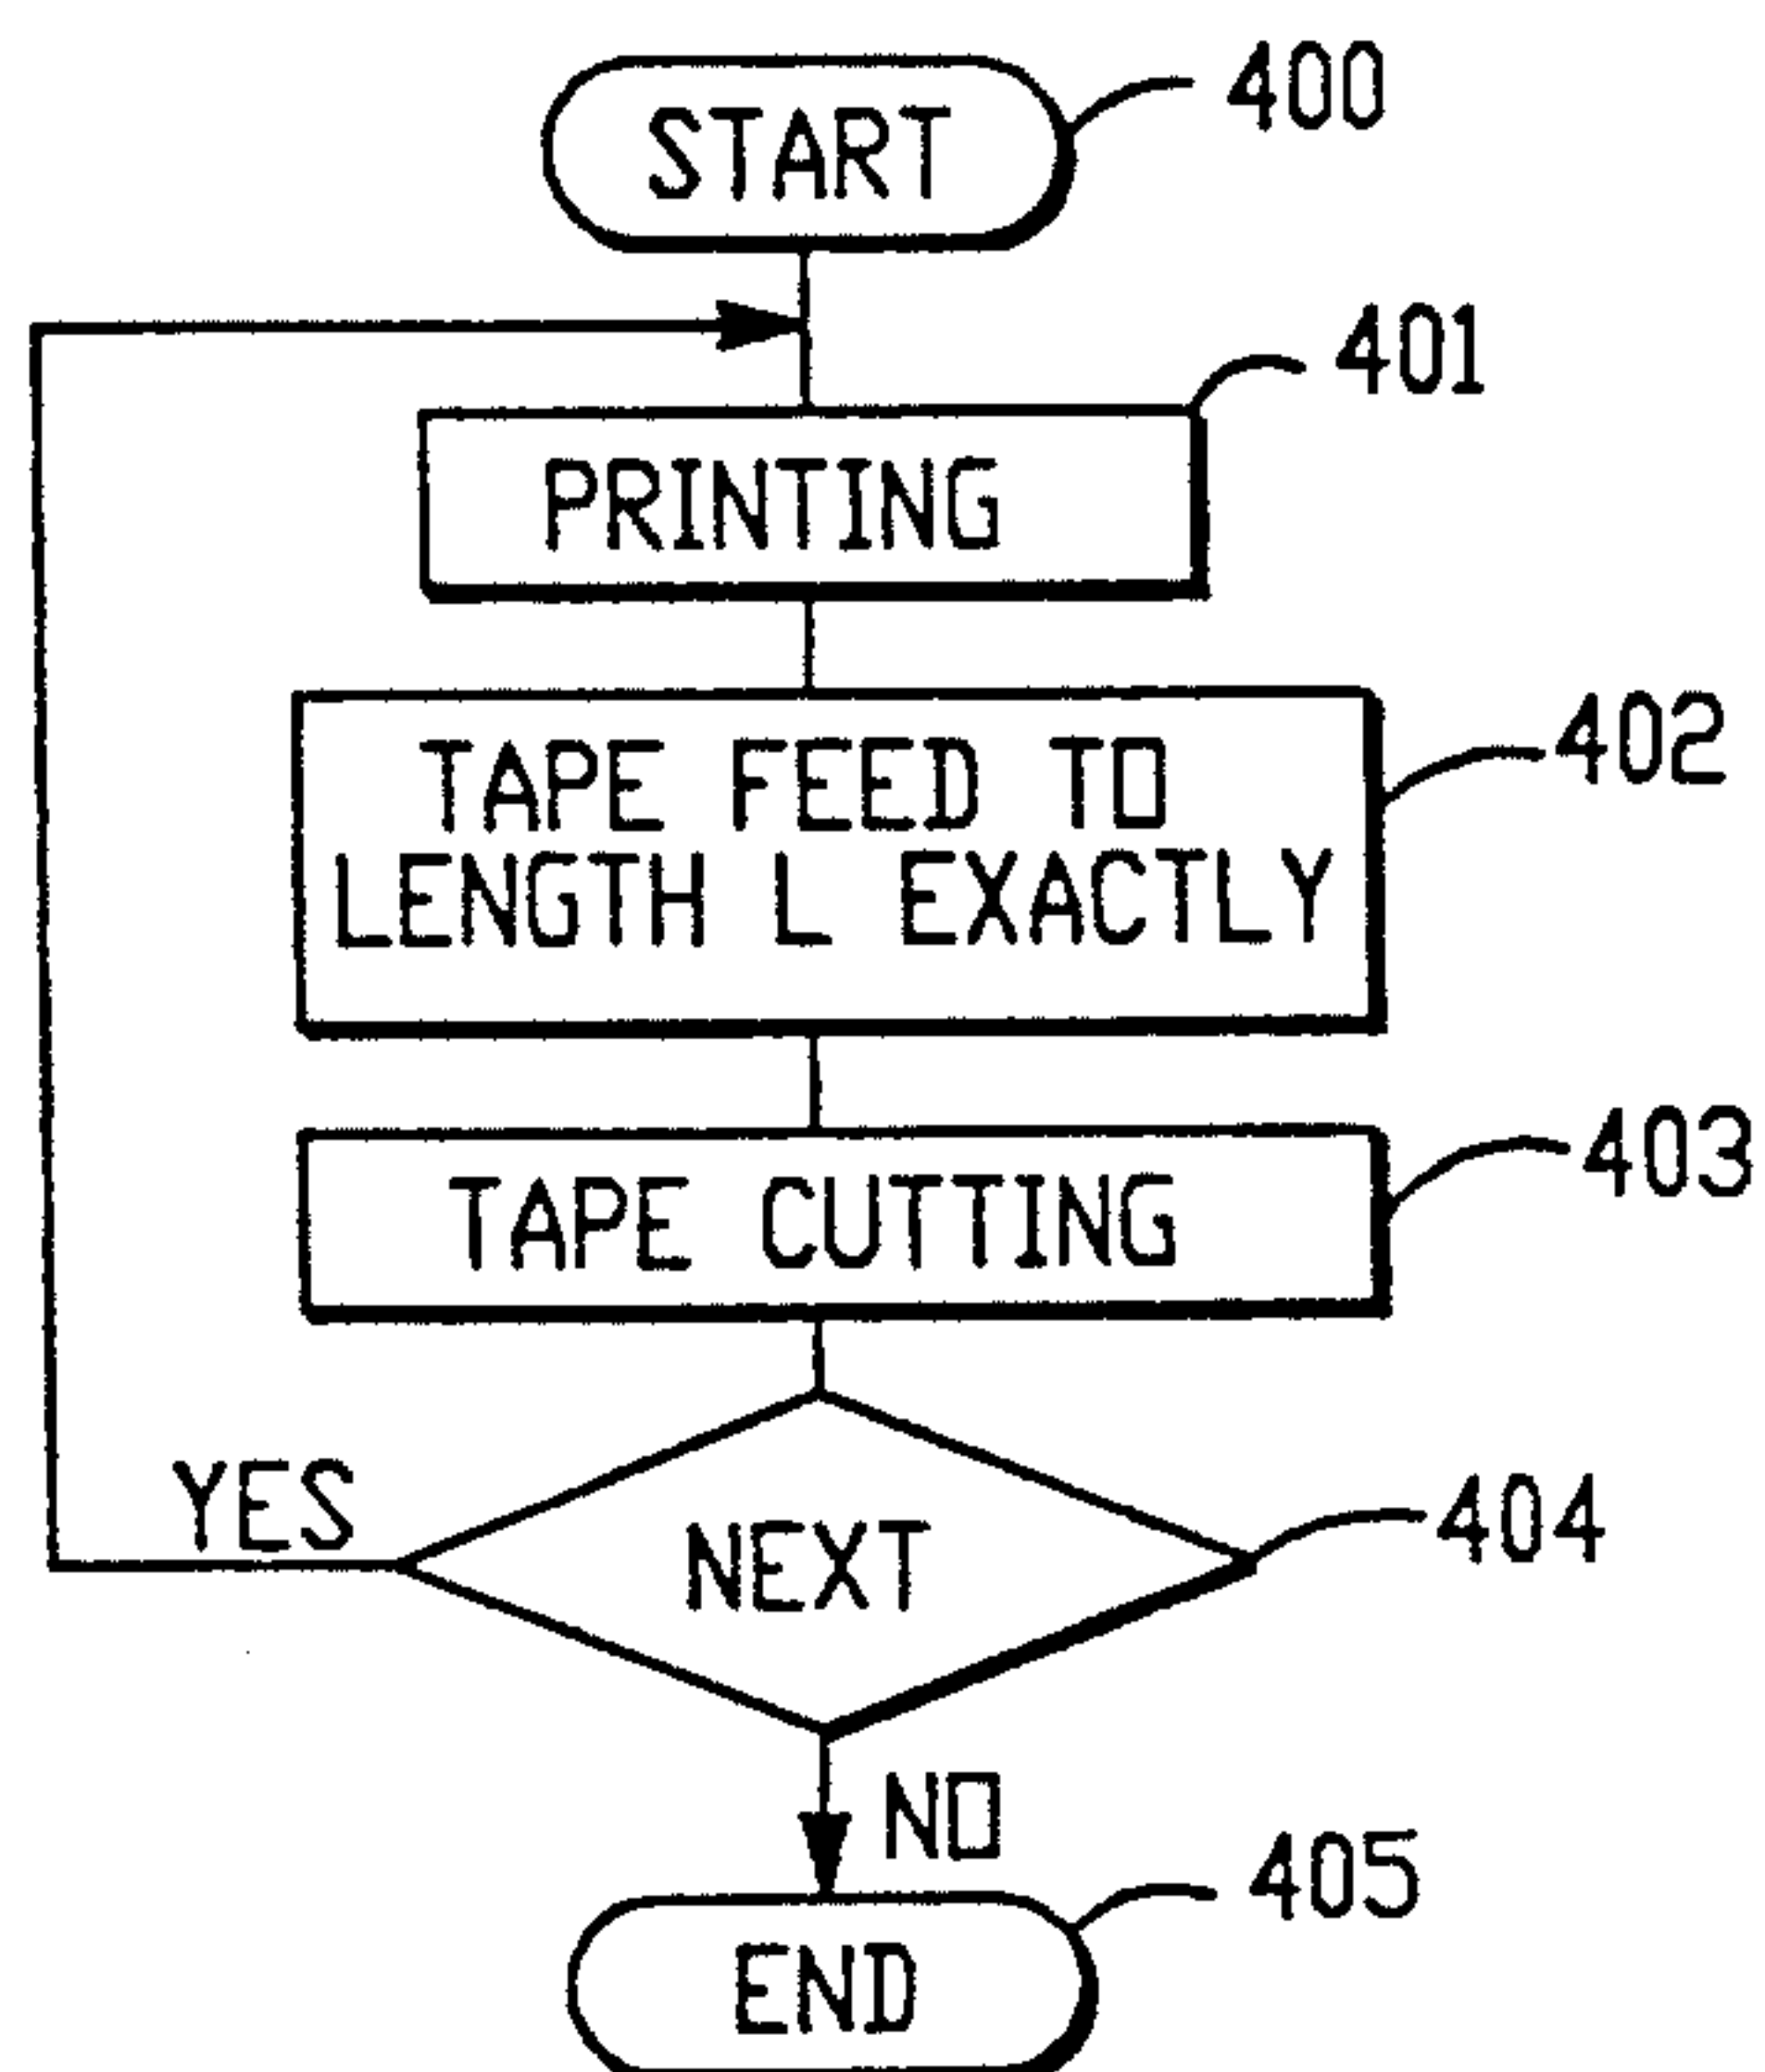 START
400
401
PRINTING
TAPE FEED TO
LENGTH L EXACTLY
402
403
TAPE CUTTING
YES
NEXT
404
NO
405
END